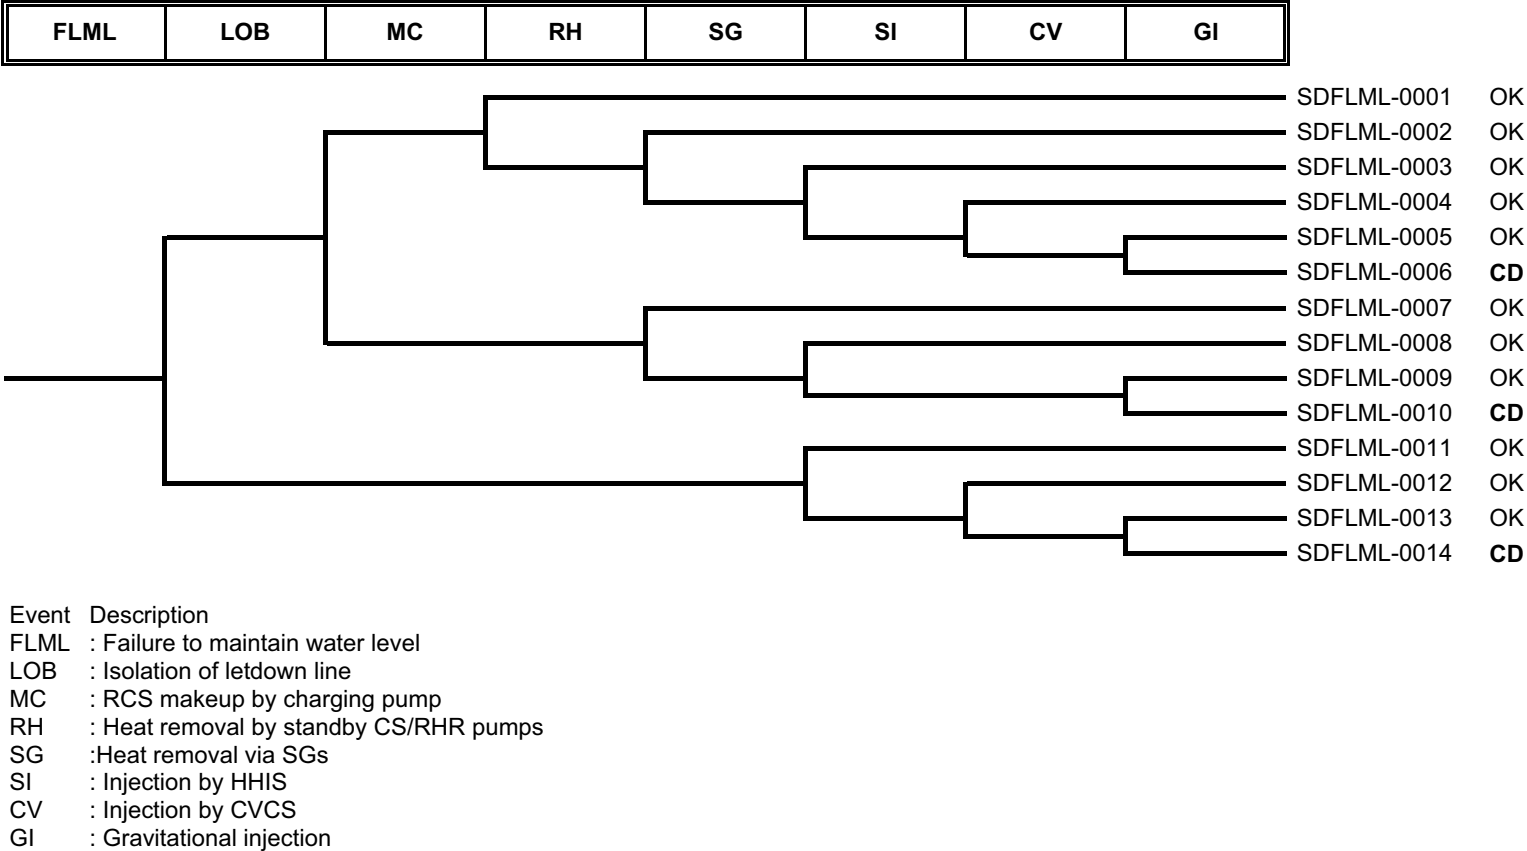 FLML LOB MC RH SG SI CV GI
SDFLML-0001 OK
SDFLML-0002 OK
SDFLML-0003 OK
SDFLML-0004 OK
SDFLML-0005 OK
SDFLML-0006 CD
SDFLML-0007 OK
SDFLML-0008 OK
SDFLML-0009 OK
SDFLML-0010 CD
SDFLML-0011 OK
SDFLML-0012 OK
SDFLML-0013 OK
SDFLML-0014 CD
Event Description
FLML : Failure to maintain water level
LOB : Isolation of letdown line
MC : RCS makeup by charging pump
RH : Heat removal by standby CS/RHR pumps
SG :Heat removal via SGs
SI : Injection by HHIS
CV : Injection by CVCS
GI : Gravitational injection